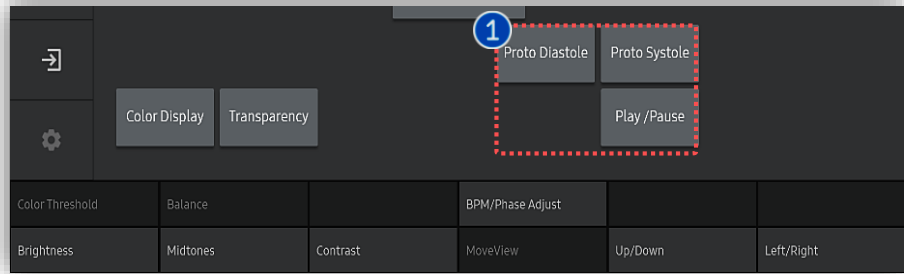 1
Proto Diastole
Proto Systole
Color Display
Transparency
Play /Pause
Color Threshold
Balance
BPM/Phase Adjust
Brightness
Midtones
Contrast
MoveView
Up/Down
Left/Right